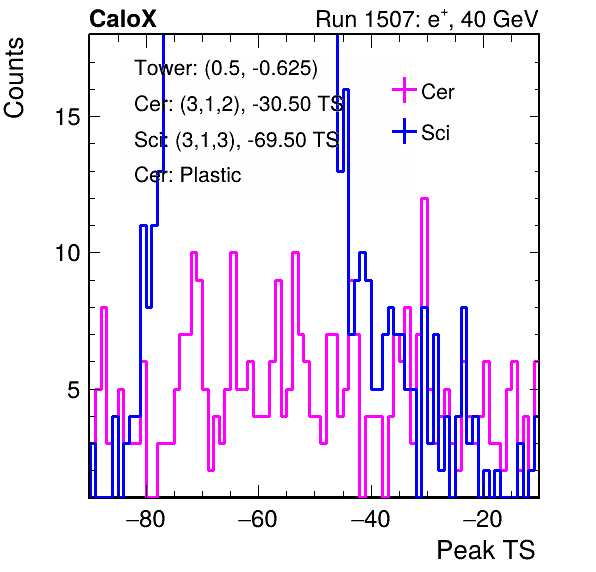 CaloX Run 1507: e⁺, 40 GeV
Counts
Tower: (0.5, -0.625)
Cer: (3,1,2), -30.50 TS
Sci: (3,1,3), -69.50 TS
Cer: Plastic
Cer
Sci
15
10
5
−80 −60 −40 −20
Peak TS